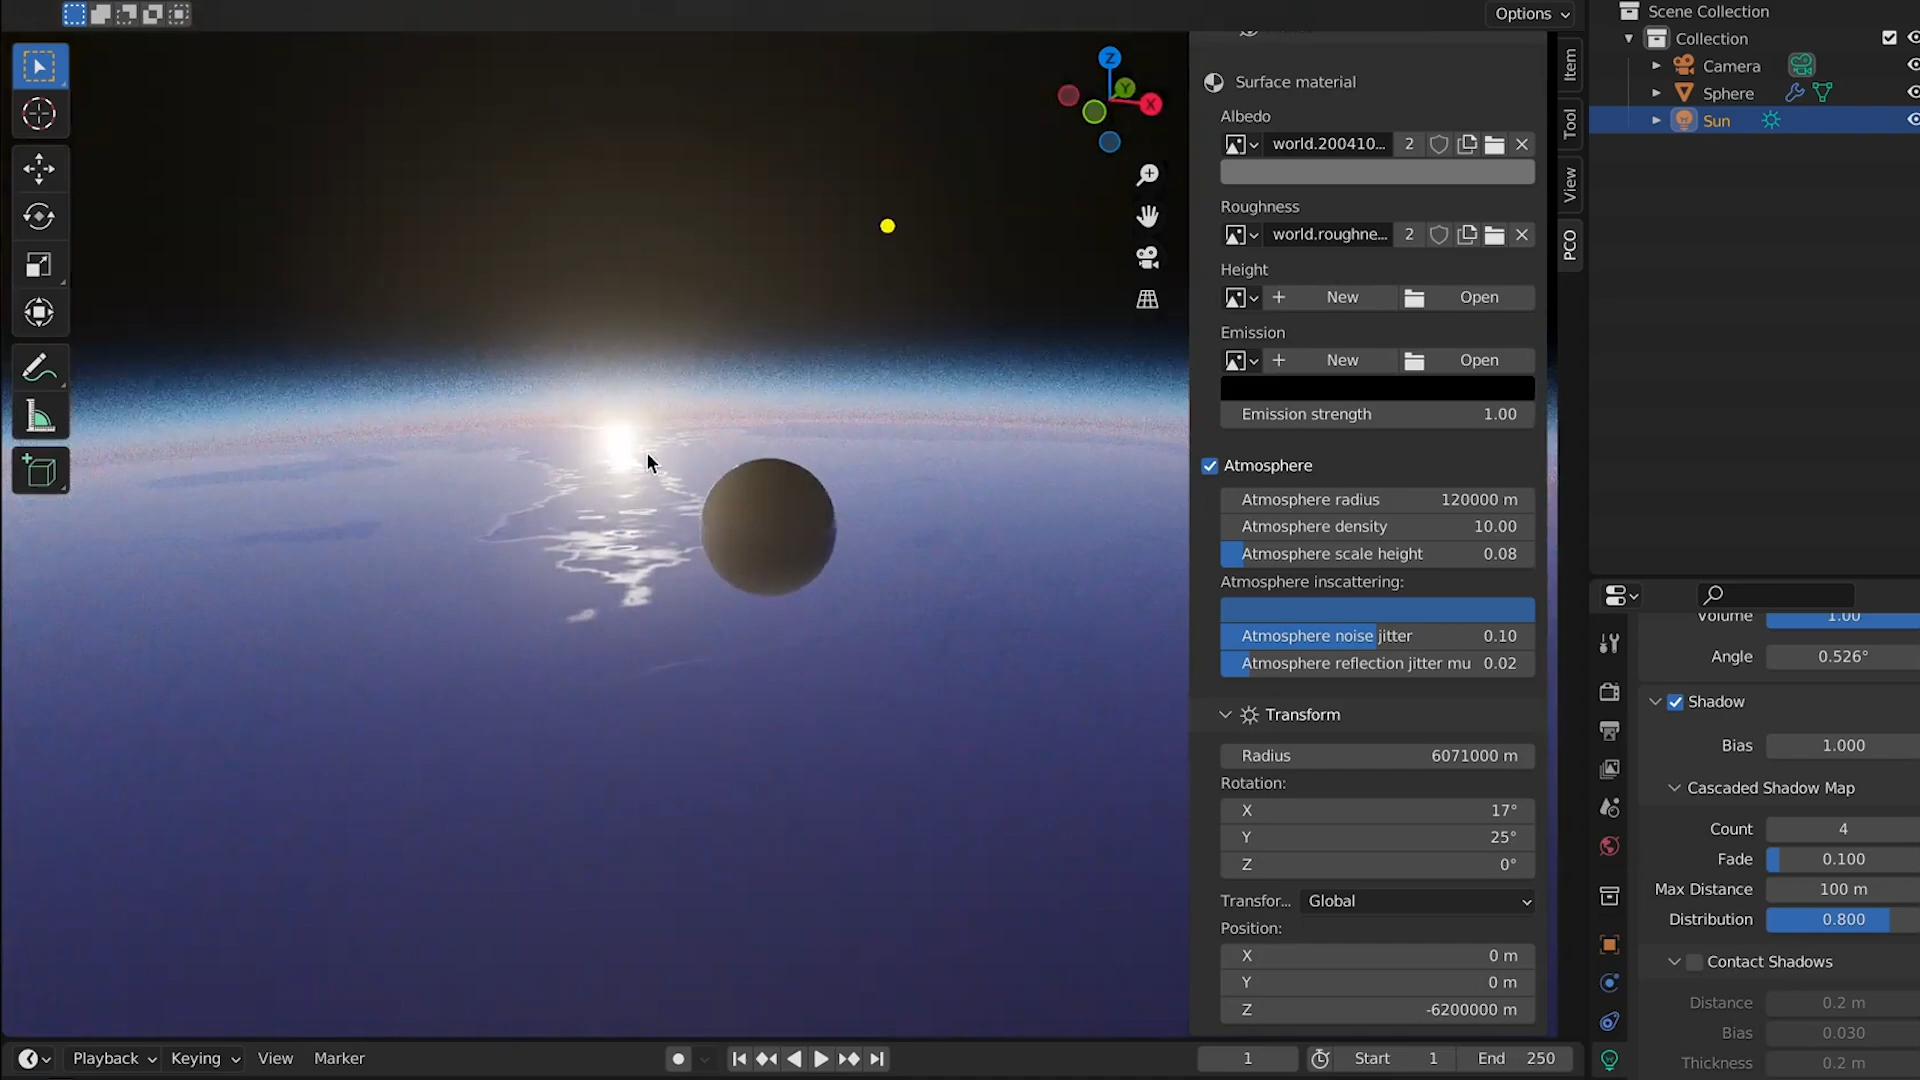 Options
Z
Y
X
Item
Tool
View
PCO
Surface material
Albedo
world.200410...
2
Roughness
world.roughne...
2
Height
New
Open
Emission
New
Open
Emission strength 1.00
Atmosphere
Atmosphere radius 120000 m
Atmosphere density 10.00
Atmosphere scale height 0.08
Atmosphere inscattering:
Atmosphere noise jitter 0.10
Atmosphere reflection jitter mu 0.02
Transform
Radius 6071000 m
Rotation:
X 17°
Y 25°
Z 0°
Transfor... Global
Position:
X 0 m
Y 0 m
Z -6200000 m
Scene Collection
Collection
Camera
Sphere
Sun
Volume 1.00
Angle 0.526°
Shadow
Bias 1.000
Cascaded Shadow Map
Count 4
Fade 0.100
Max Distance 100 m
Distribution 0.800
Contact Shadows
Distance 0.2 m
Bias 0.030
Thickness 0.2 m
Playback
Keying
View
Marker
1
Start 1
End 250